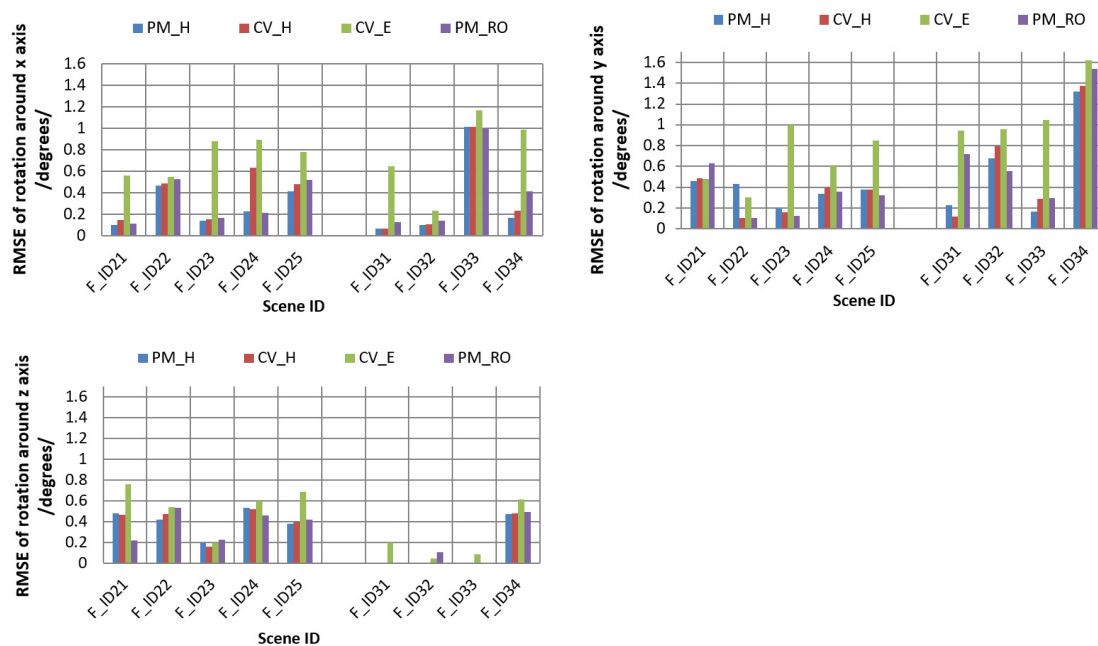 PM_H CV_H CV_E PM_RO
RMSE of rotation around x axis
/degrees/
1.6
1.4
1.2
1
0.8
0.6
0.4
0.2
0
F_ID21 F_ID22 F_ID23 F_ID24 F_ID25 F_ID31 F_ID32 F_ID33 F_ID34
Scene ID
PM_H CV_H CV_E PM_RO
RMSE of rotation around y axis
/degrees/
1.6
1.4
1.2
1
0.8
0.6
0.4
0.2
0
F_ID21 F_ID22 F_ID23 F_ID24 F_ID25 F_ID31 F_ID32 F_ID33 F_ID34
Scene ID
PM_H CV_H CV_E PM_RO
RMSE of rotation around z axis
/degrees/
1.6
1.4
1.2
1
0.8
0.6
0.4
0.2
0
F_ID21 F_ID22 F_ID23 F_ID24 F_ID25 F_ID31 F_ID32 F_ID33 F_ID34
Scene ID